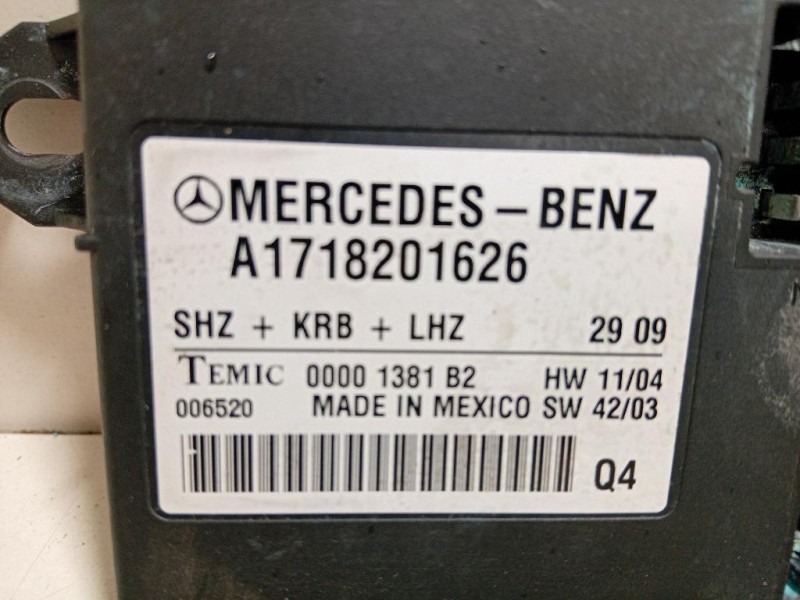 MERCEDES-BENZ
A1718201626
SHZ + KRB + LHZ 29 09
TEMIC 0000 1381 B2 HW 11/04
006520 MADE IN MEXICO SW 42/03
Q4